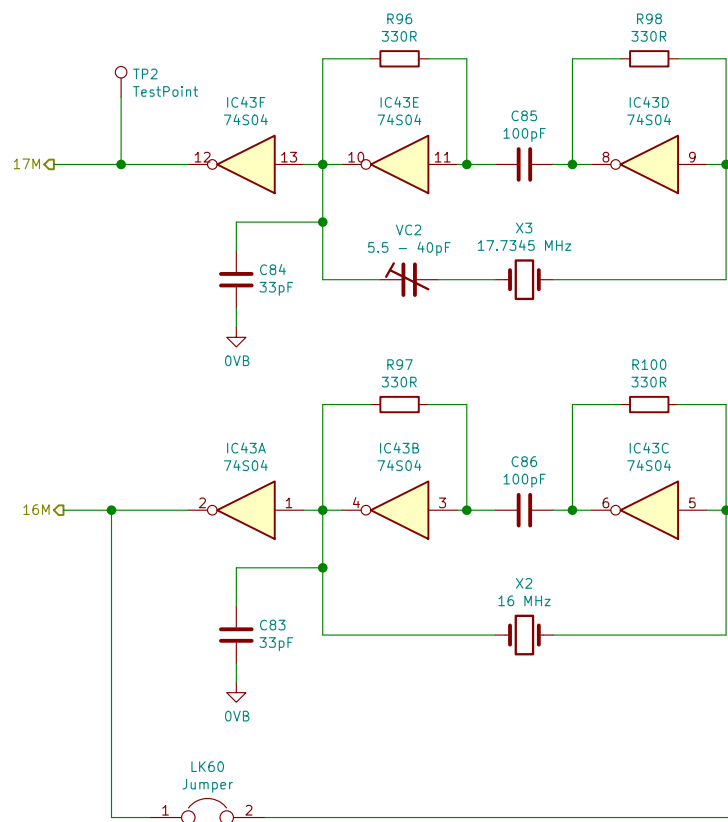 R96
330R
R98
330R
TP2
TestPoint
IC43F
74S04
IC43E
74S04
C85
100pF
IC43D
74S04
17M
12
13
10
11
8
9
VC2
5.5 – 40pF
X3
17.7345 MHz
C84
33pF
0VB
R97
330R
R100
330R
IC43A
74S04
IC43B
74S04
C86
100pF
IC43C
74S04
16M
2
1
4
3
6
5
X2
16 MHz
C83
33pF
0VB
LK60
Jumper
1
2